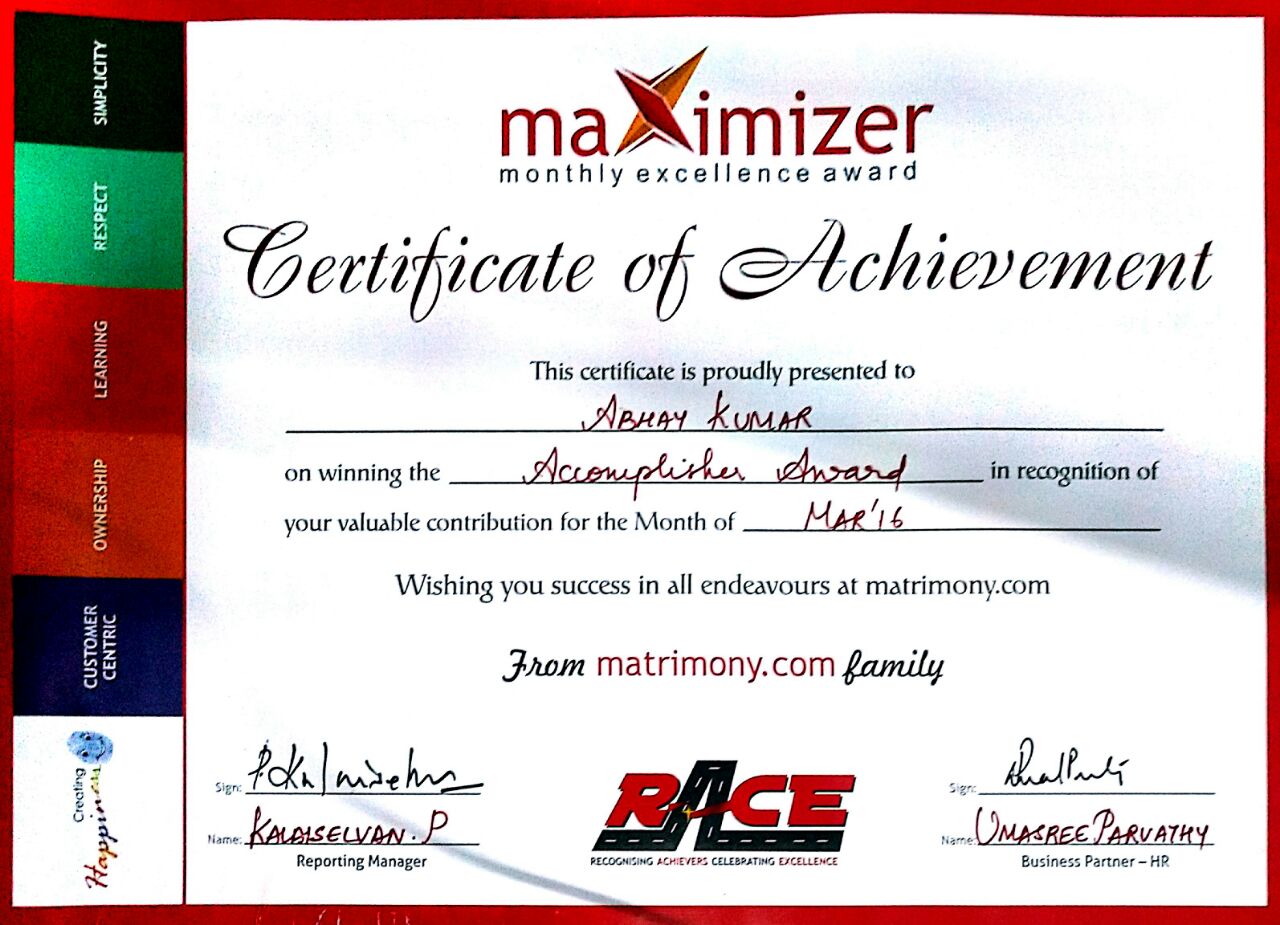 SIMPLICITY
RESPECT
LEARNING
OWNERSHIP
CUSTOMER
CENTRIC
Creating
Happiness
maximizer
monthly excellence award
Certificate of Achievement
This certificate is proudly presented to
ABHAY KUMAR
on winning the Accomplisher Award in recognition of
your valuable contribution for the Month of MAR'16
Wishing you success in all endeavours at matrimony.com
From matrimony.com family
Sign:
Name: KALAISELVAN. P
Reporting Manager
RACE
RECOGNISING ACHIEVERS CELEBRATING EXCELLENCE
Sign:
Name: UMASREE PARVATHY
Business Partner – HR